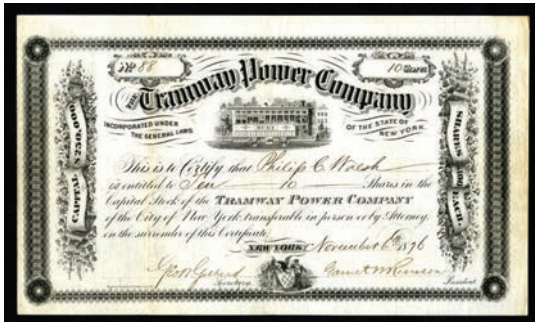 No. 88
10 Shares
THE Tramway Power Company
INCORPORATED UNDER THE GENERAL LAWS
OF THE STATE OF NEW YORK.
CAPITAL $250,000.
SHARES $100 EACH.
This is to Certify that Philip C. Walsh
is entitled to Ten 10 Shares in the
Capital Stock of the TRAMWAY POWER COMPANY
of the City of New York transferable in person or by Attorney
on the surrender of this Certificate.
NEW YORK November 6th 1876
Secretary.
President.